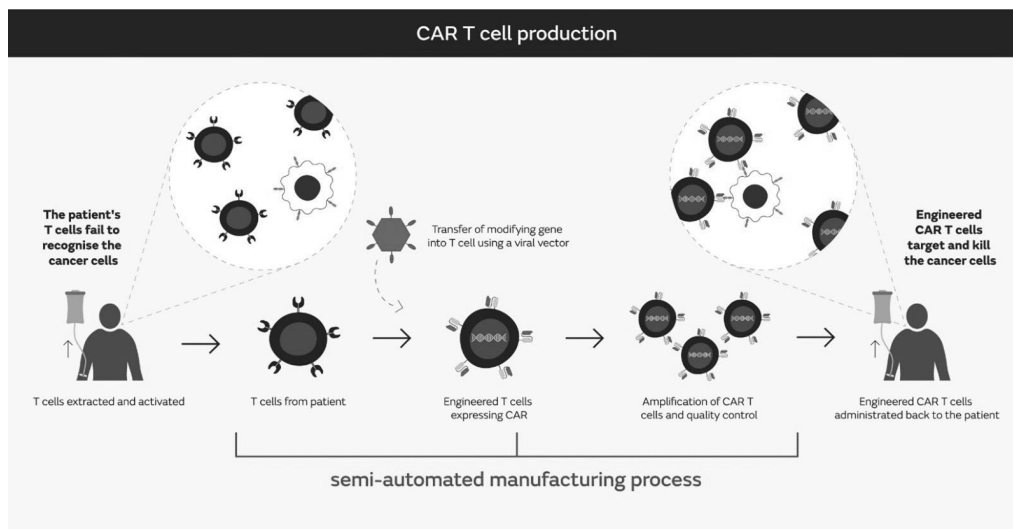 CAR T cell production
The patient's
T cells fail to
recognise the
cancer cells
Transfer of modifying gene
into T cell using a viral vector
Engineered
CAR T cells
target and kill
the cancer cells
T cells extracted and activated
T cells from patient
Engineered T cells
expressing CAR
Amplification of CAR T
cells and quality control
Engineered CAR T cells
administrated back to the patient
semi-automated manufacturing process